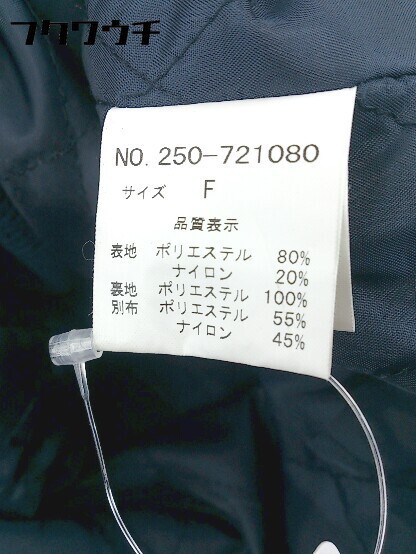 フクワウチ
NO. 250-721080
サイズ F
品質表示
表地 ポリエステル 80%
ナイロン 20%
裏地 ポリエステル 100%
別布 ポリエステル 55%
ナイロン 45%